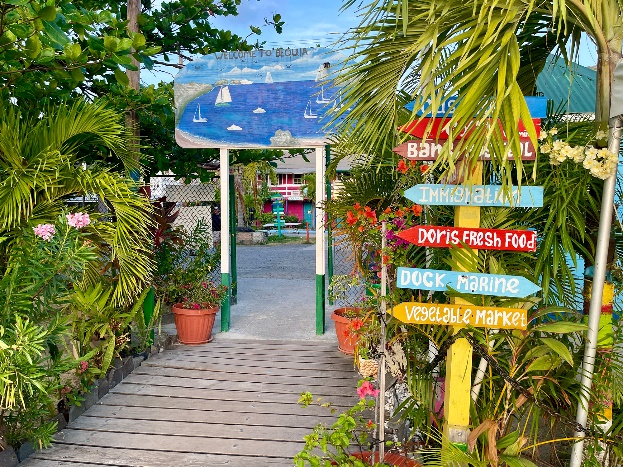 WELCOME TO BEQUIA
IMMIGRATION
DORIS FRESH FOOD
DOCK MARINE
VEGETABLE MARKET